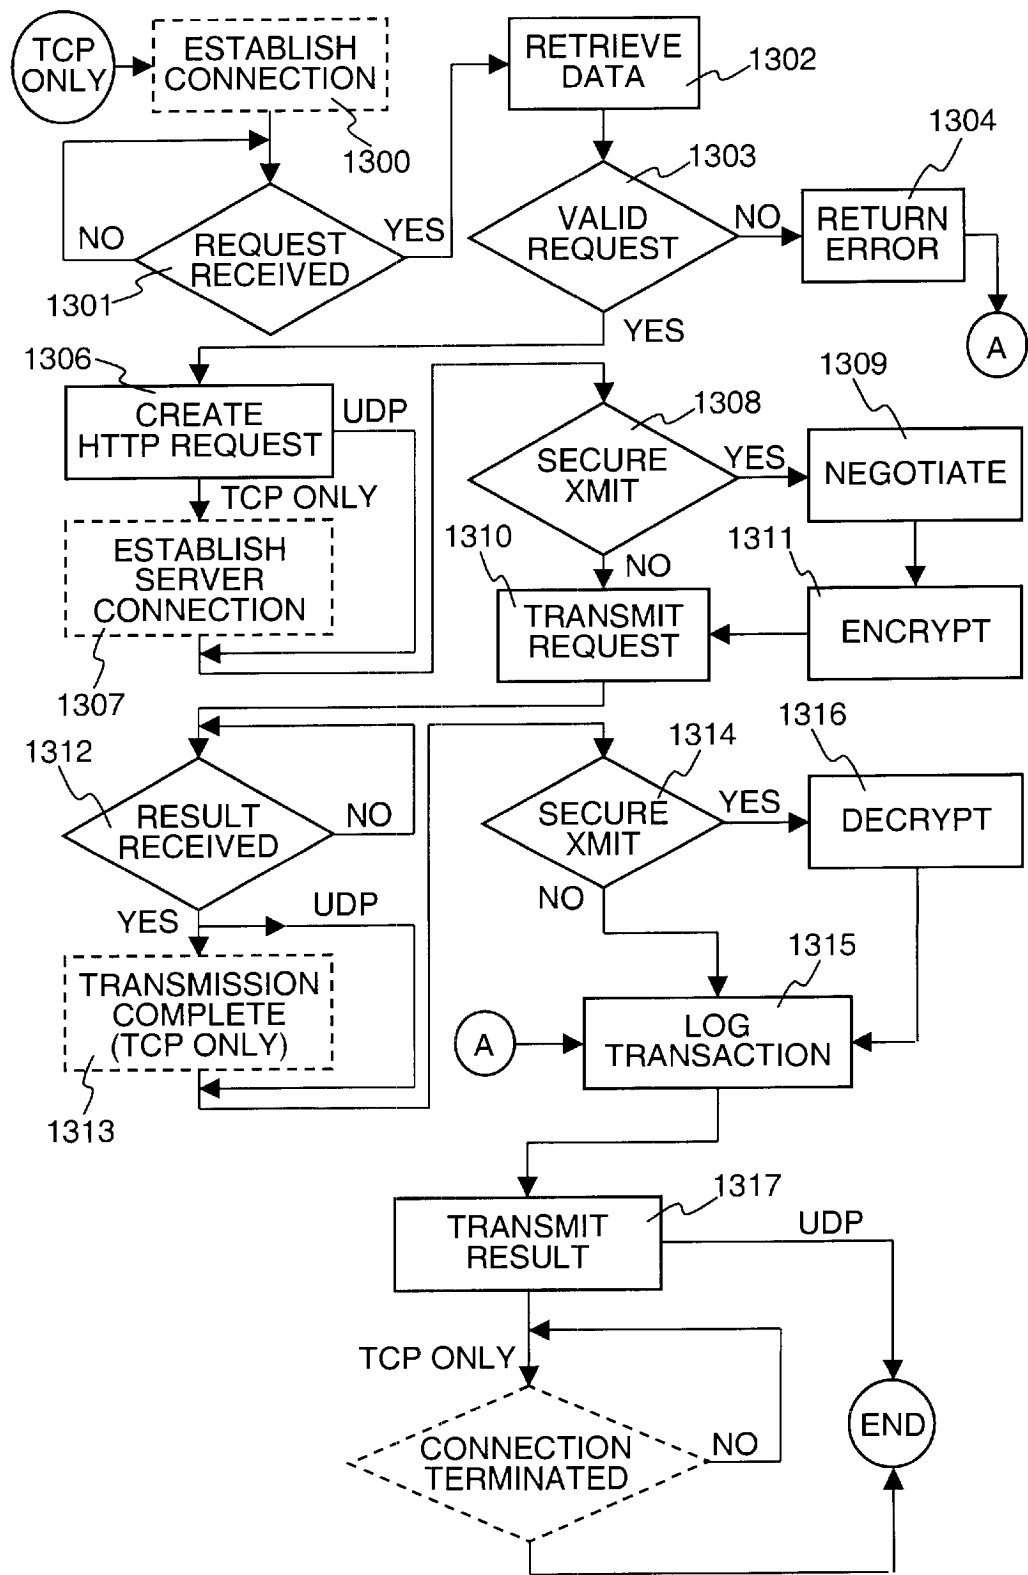 TCP
ONLY
ESTABLISH
CONNECTION
1300
RETRIEVE
DATA
1302
1303
1304
NO
REQUEST
RECEIVED
YES
1301
VALID
REQUEST
NO
RETURN
ERROR
YES
A
1306
CREATE
HTTP REQUEST
UDP
TCP ONLY
ESTABLISH
SERVER
CONNECTION
1307
1308
SECURE
XMIT
YES
1309
NEGOTIATE
1310
NO
1311
TRANSMIT
REQUEST
ENCRYPT
1312
RESULT
RECEIVED
NO
YES
UDP
TRANSMISSION
COMPLETE
(TCP ONLY)
1313
1314
SECURE
XMIT
YES
1316
DECRYPT
NO
1315
A
LOG
TRANSACTION
1317
TRANSMIT
RESULT
UDP
TCP ONLY
CONNECTION
TERMINATED
NO
END